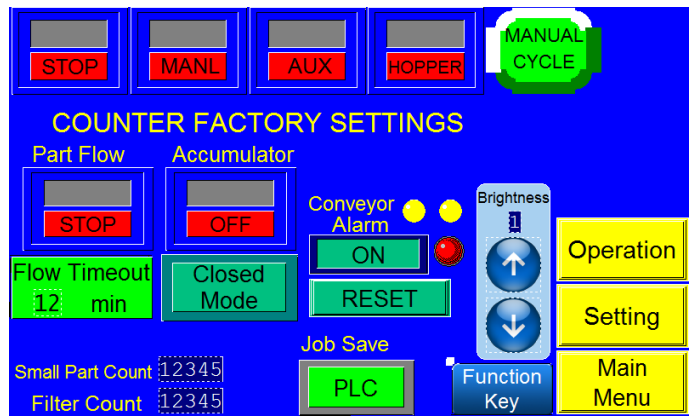 STOP MANL AUX HOPPER MANUAL
CYCLE
COUNTER FACTORY SETTINGS
Part Flow Accumulator
STOP OFF
Conveyor
Alarm
ON
RESET
Brightness
1
Flow Timeout
12 min
Closed
Mode
Operation
Setting
Main
Menu
Job Save
PLC
Function
Key
Small Part Count 12345
Filter Count 12345